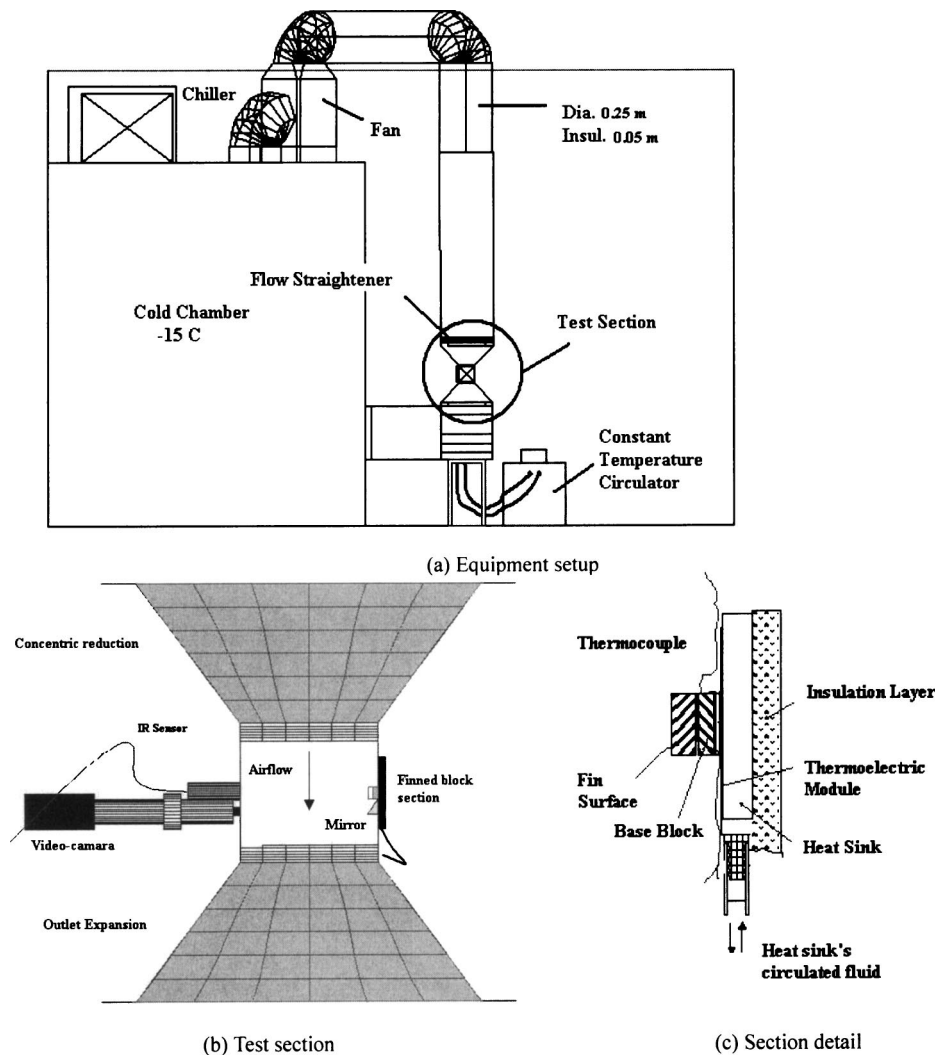 Chiller
Fan
Dia. 0.25 m
Insul. 0.05 m
Flow Straightener
Cold Chamber
-15 C
Test Section
Constant
Temperature
Circulator
(a) Equipment setup
Concentric reduction
IR Sensor
Airflow
Finned block
section
Mirror
Video-camara
Outlet Expansion
(b) Test section
Thermocouple
Insulation Layer
Fin
Surface
Thermoelectric
Module
Base Block
Heat Sink
Heat sink's
circulated fluid
(c) Section detail